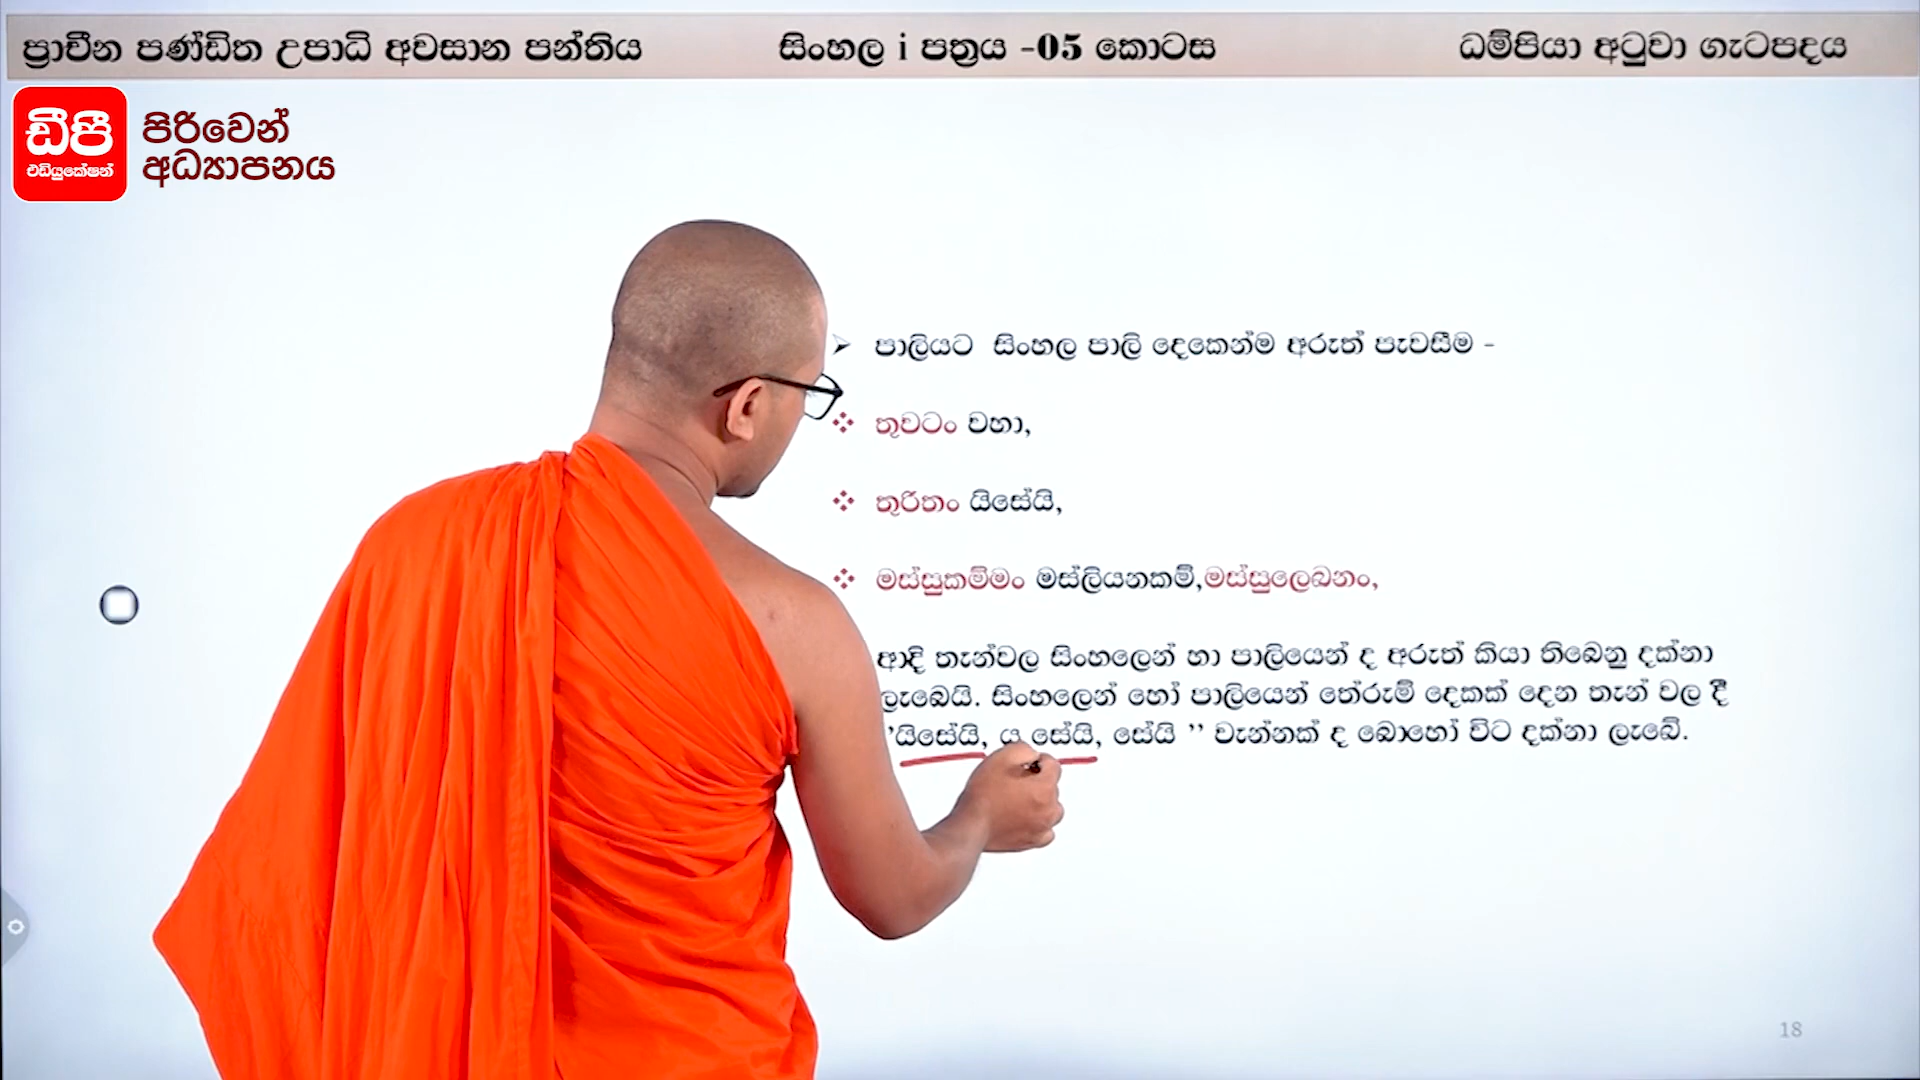 ප්‍රාචීන පණ්ඩිත උපාධි අවසාන පන්තිය සිංහල i පත්‍රය -05 කොටස ධම්පියා අටුවා ගැටපදය
ඩීපී
එඩියුකේෂන්
පිරිවෙන්
අධ්‍යාපනය
පාලියට සිංහල පාලි දෙකෙන්ම අරුත් පැවසීම -
තුවටං වහා,
තුරිතං යිසේයි,
මස්සුකම්මං මස්ලියනකම්,මස්සුලෙඛනං,
ආදි තැන්වල සිංහලෙන් හා පාලියෙන් ද අරුත් කියා තිබෙනු දක්නා
ලැබෙයි. සිංහලෙන් හෝ පාලියෙන් තේරුම් දෙකක් දෙන තැන් වල දී
’යිසේයි, ය සේයි, සේයි ’’ වැන්නක් ද බොහෝ විට දක්නා ලැබේ.
18